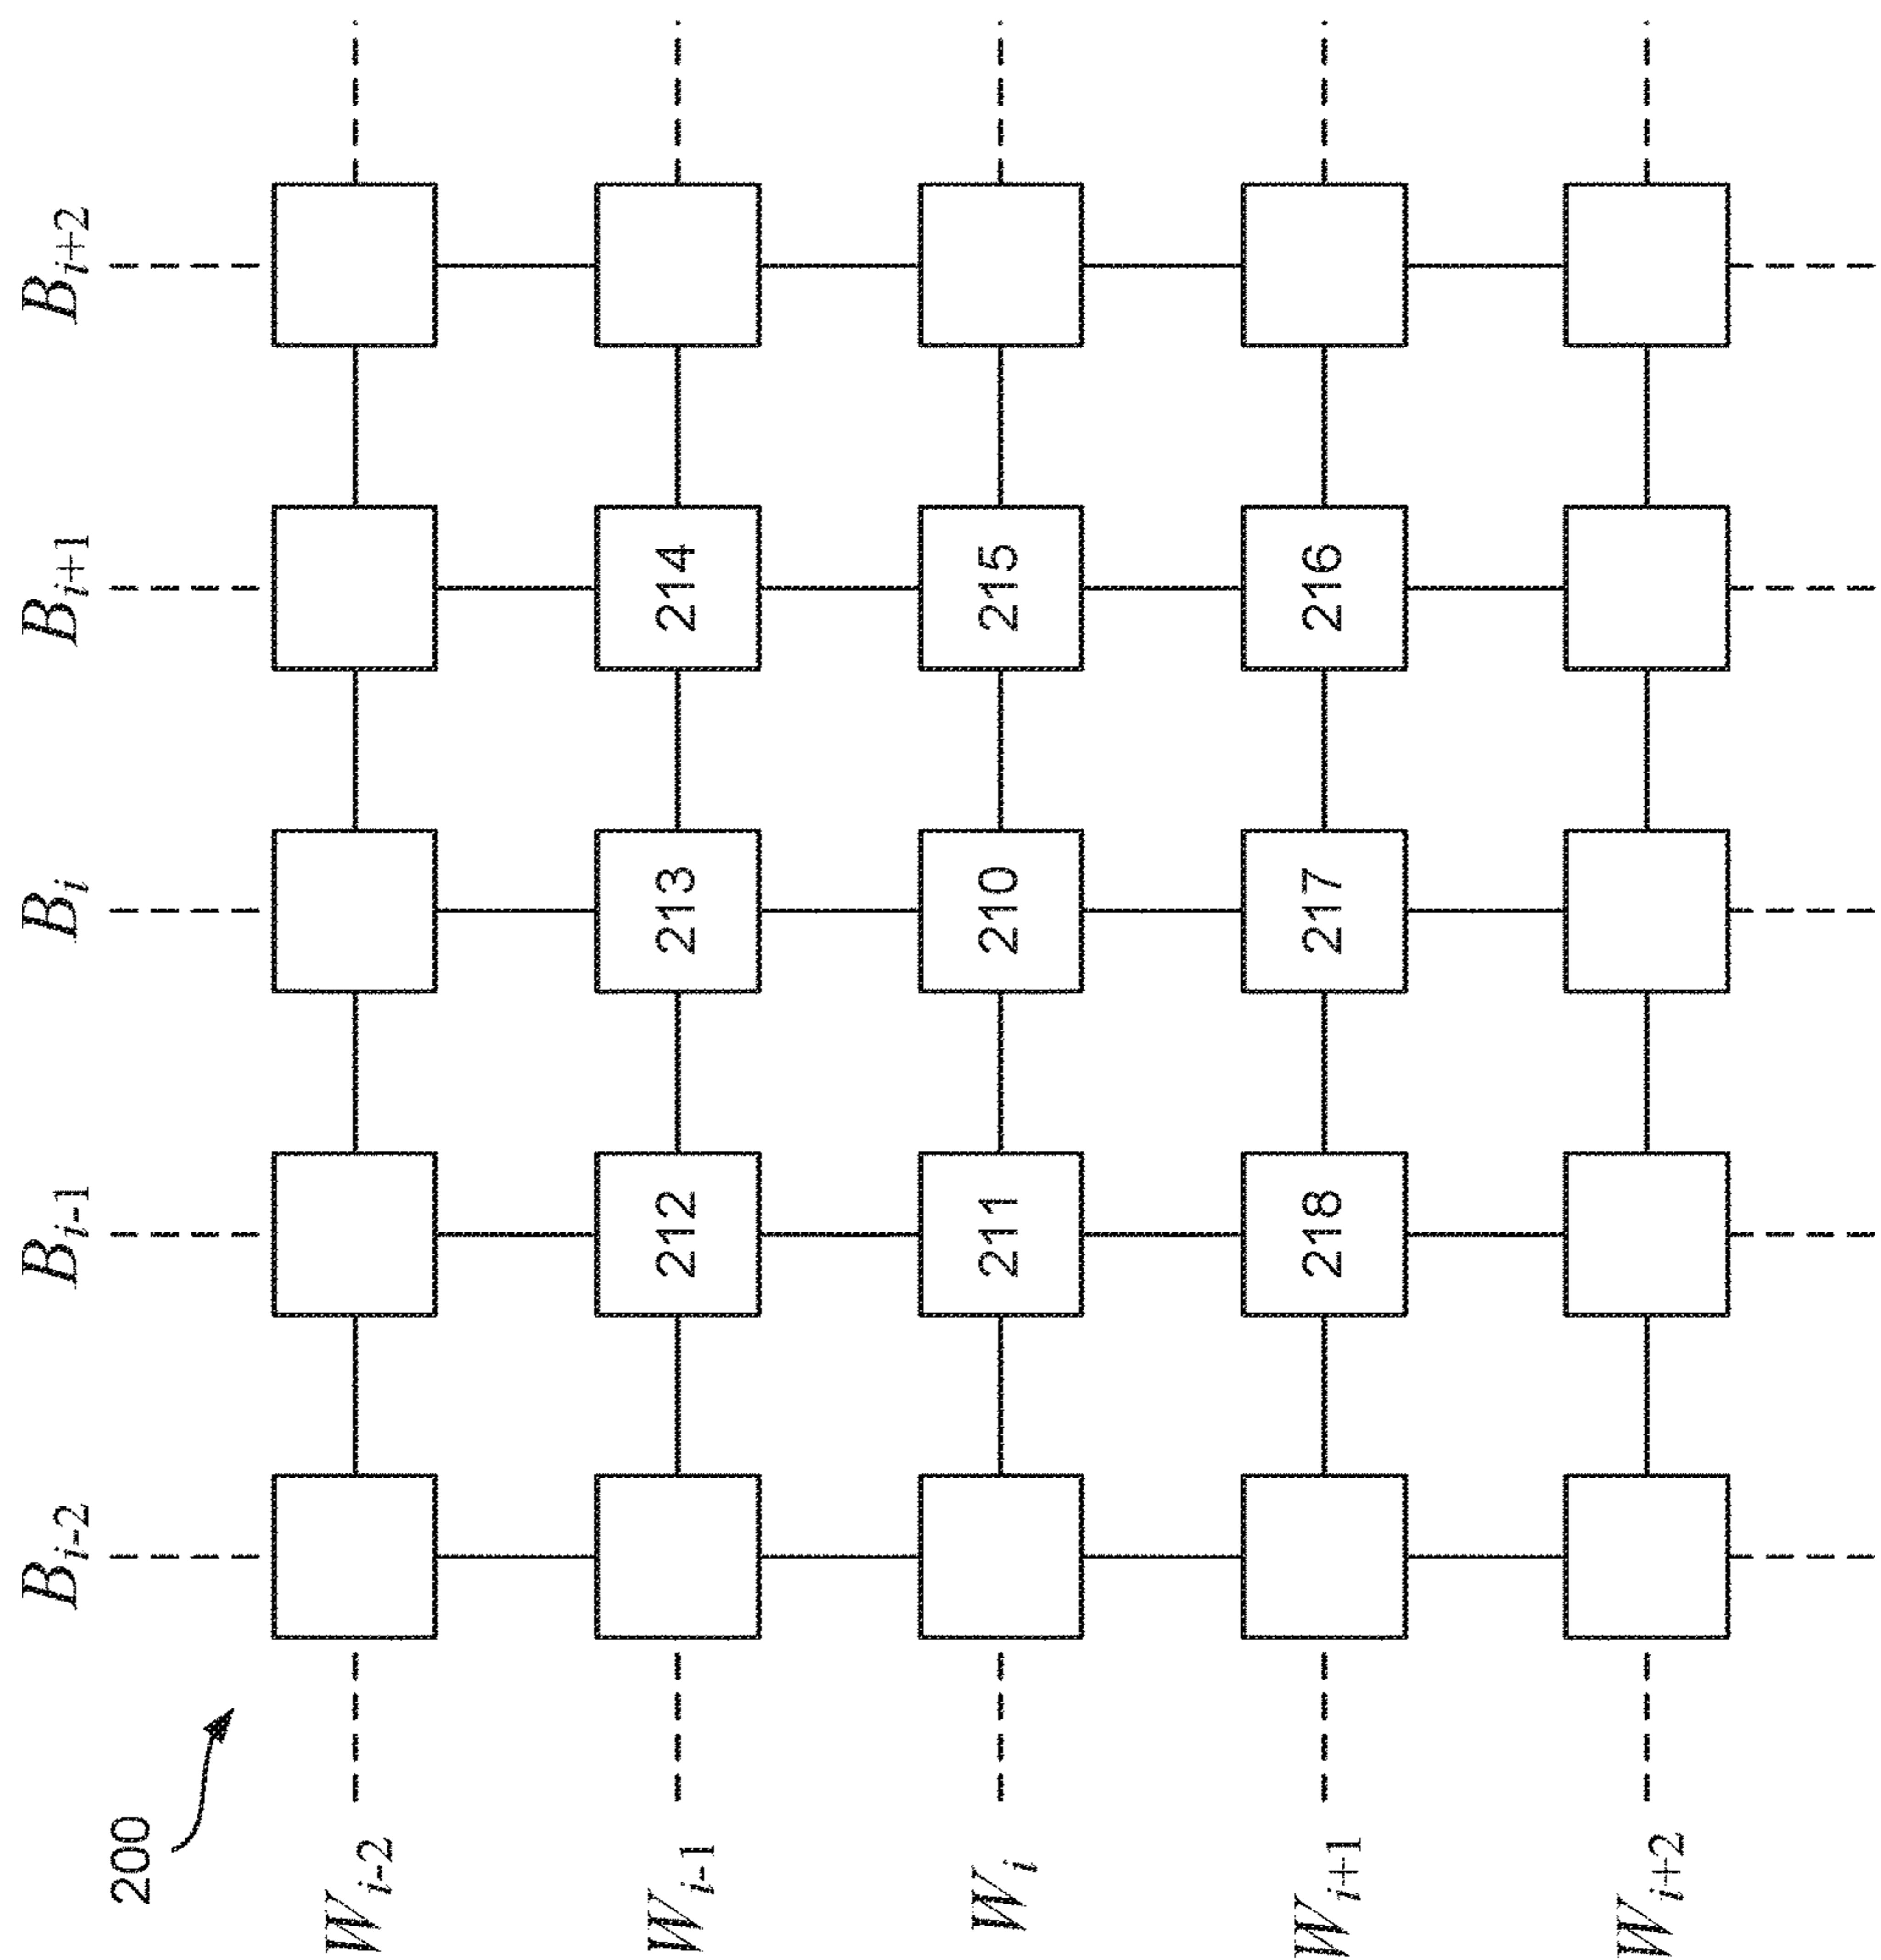 B_{i-2} B_{i-1} B_i B_{i+1} B_{i+2}
200
W_{i-2}
W_{i-1} 212 213 214
W_i 211 210 215
W_{i+1} 218 217 216
W_{i+2}